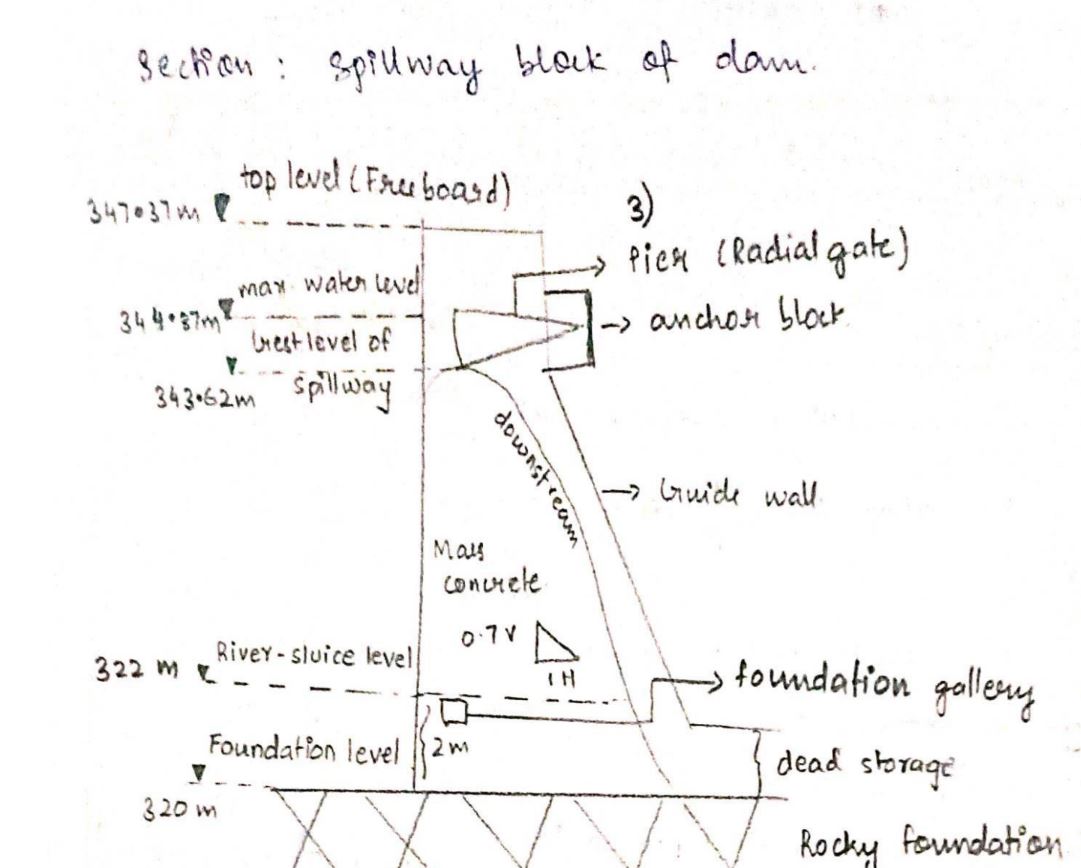 Section : Spillway block of dam.
top level (Freeboard)
347.37m
3)
Pier (Radial gate)
max. water level
344.37m
anchor block
Crest level of
spillway
343.62m
downstream
Guide wall
Mass
concrete
0.7V
1H
River-sluice level
322 m
foundation gallery
Foundation level
2m
dead storage
320 m
Rocky foundation